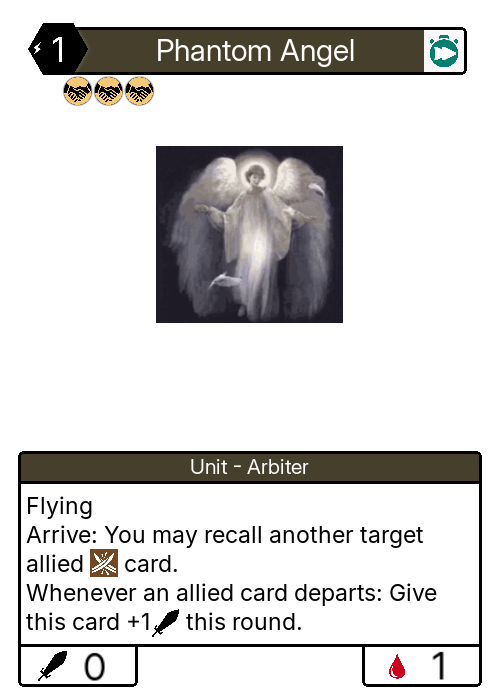 1
Phantom Angel
Unit - Arbiter
Flying
Arrive: You may recall another target
allied card.
Whenever an allied card departs: Give
this card +1 this round.
0
1